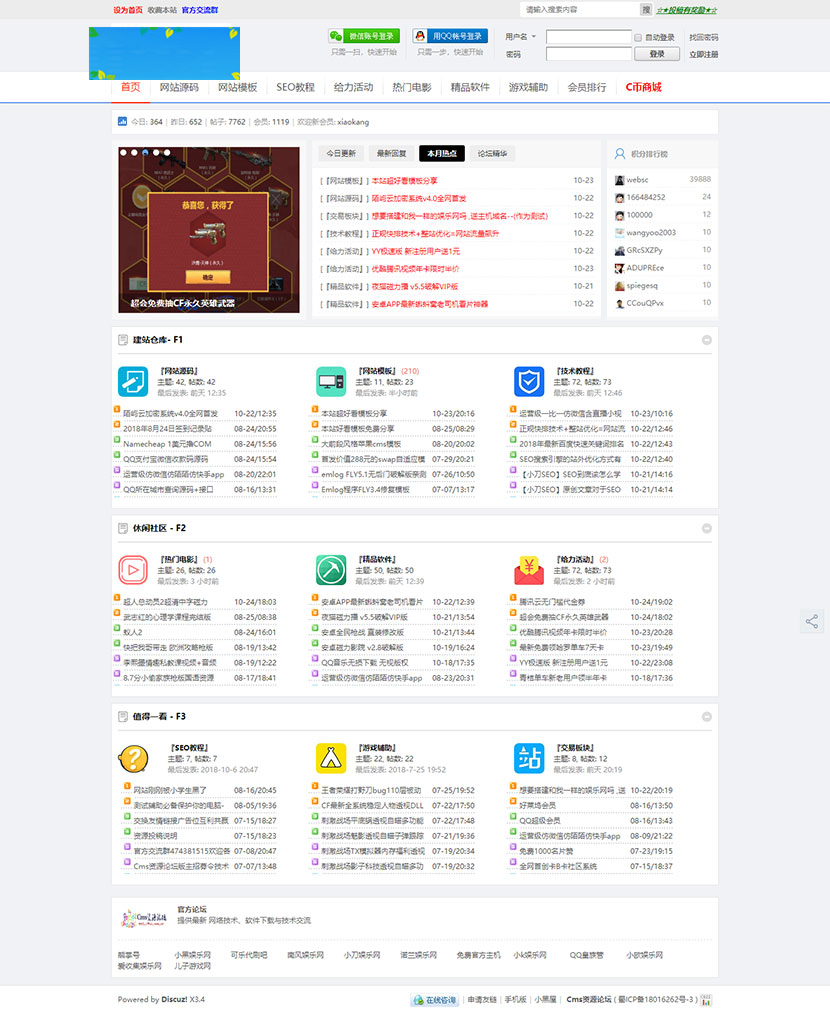 设为首页 收藏本站 官方交流群
请输入搜索内容 搜 ☆★投稿有奖励★☆
微信账号登录 用QQ帐号登录 用户名 自动登录 找回密码
只需一扫，快速开始 只需一步，快速开始 密码 登录 立即注册
首页 网站源码 网站模板 SEO教程 给力活动 热门电影 精品软件 游戏辅助 会员排行 C币商城
今日: 364 | 昨日: 652 | 帖子: 7762 | 会员: 1119 | 欢迎新会员: xiaokang
恭喜您，获得了
确定
超会免费抽CF永久英雄武器
今日更新 最新回复 本月热点 论坛精华
[『网站模板』] 本站超好看模板分享 10-23
[『网站源码』] 陌屿云加密系统v4.0全网首发 10-22
[『交易板块』] 想要搭建和我一样的娱乐网吗 ,送主机域名--(作为测试) 10-22
[『技术教程』] 正规快排技术+整站优化=网站流量飙升 10-22
[『给力活动』] YY极速版 新注册用户送1元 10-22
[『给力活动』] 优酷腾讯视频年卡限时半价 10-23
[『精品软件』] 夜猫磁力播 v5.5破解VIP版 10-21
[『精品软件』] 安卓APP最新蚂蚁窝老司机看片神器 10-22
积分排行榜
websc 39888
166484252 24
100000 12
wangyoo2003 10
GRcSXZPy 10
ADUPREce 10
spiegesq 10
CCouQPvx 10
建站仓库- F1
『网站源码』
主题: 42, 帖数: 42
最后发表: 前天 12:35
陌屿云加密系统v4.0全网首发 10-22/12:35
2018年8月24日签到记录贴 08-24/20:55
Namecheap 1美元撸COM 08-24/15:56
QQ支付宝微信收款码源码 08-24/15:54
运营级仿微信仿陌陌仿快手app 08-20/22:01
QQ所在城市查询源码+接口 08-16/13:31
『网站模板』 (210)
主题: 11, 帖数: 23
最后发表: 半小时前
本站超好看模板分享 10-23/20:16
本站超好看模板免费分享 08-25/08:29
大前段风格苹果cms模板 08-20/20:02
首发价值288元的swap自适应模 07-29/20:21
emlog FLY5.1无后门破解版亲测 07-26/10:50
Emlog程序FLY3.4修复模板 07-07/13:17
『技术教程』
主题: 72, 帖数: 73
最后发表: 前天 12:46
运营级一比一仿微信含直播小视 10-23/10:16
正规快排技术+整站优化=网站流 10-22/12:46
2018年最新百度快速关键词排名 10-22/12:43
SEO搜索引擎的站外优化方式有 10-22/12:40
【小刀SEO】SEO到底该怎么学 10-21/14:16
【小刀SEO】原创文章对于SEO 10-21/14:14
休闲社区 - F2
『热门电影』 (1)
主题: 26, 帖数: 26
最后发表: 3 小时前
超人总动员2超清中字磁力 10-24/18:03
武志红的心理学课程完结版 08-25/08:38
蚁人2 08-24/16:01
快把我哥带走 欧洲攻略枪版 08-19/13:42
李熙墨情趣私教课视频+音频 08-19/12:22
8.7分小偷家族枪版国语资源 08-17/18:41
『精品软件』
主题: 50, 帖数: 50
最后发表: 前天 12:39
安卓APP最新蚂蚁窝老司机看片 10-22/12:39
夜猫磁力播 v5.5破解VIP版 10-21/13:54
安卓全民枪战 直装修改版 10-21/13:44
安卓磁力影院 v2.8破解版 10-19/16:24
QQ音乐无损下载 无视版权 10-18/17:35
运营级仿微信仿陌陌仿快手app 08-23/20:31
『给力活动』 (2)
主题: 72, 帖数: 73
最后发表: 2 小时前
腾讯云无门槛代金券 10-24/19:02
超会免费抽CF永久英雄武器 10-24/18:02
优酷腾讯视频年卡限时半价 10-23/20:28
最新免费领哈罗单车7天卡 10-23/19:49
YY极速版 新注册用户送1元 10-22/23:08
青桔单车新老用户领半年卡 10-18/17:36
值得一看 - F3
『SEO教程』
主题: 7, 帖数: 7
最后发表: 2018-10-6 20:47
网站刚刚被小学生黑了 08-16/20:45
测试辅助必备保护你的电脑- 08-05/19:36
交换友情链接广告位互利共赢 07-15/18:27
资源投稿说明 07-15/18:23
官方交流群474381515欢迎各 07-08/20:47
Cms资源论坛版主招募令技术 07-07/13:48
『游戏辅助』
主题: 22, 帖数: 22
最后发表: 2018-7-25 19:52
王者荣耀打野刀bug110层被动 07-25/19:52
CF最新全系统稳定人物透视DLL 07-22/17:50
刺激战场平底锅透视自瞄多功能 07-22/17:48
刺激战场魅影透视自瞄子弹跟踪 07-21/19:36
刺激战场TX模拟器内存福利透视 07-19/20:34
刺激战场影子科技透视自瞄多功 07-19/20:32
『交易板块』
主题: 8, 帖数: 12
最后发表: 前天 20:19
想要搭建和我一样的娱乐网吗 ,送 10-22/20:19
好莱坞会员 08-16/13:50
QQ超级会员 08-16/13:43
运营级仿微信仿陌陌仿快手app 08-09/21:22
免费1000名片赞 07-23/19:15
全网首创卡B卡社区系统 07-15/18:37
Cms资源论坛
官方论坛
提供最新 网络技术、软件下载与技术交流
熊掌号 小黑娱乐网 可乐代刷吧 南风娱乐网 小刀娱乐网 诺兰娱乐网 免费官方主机 小k娱乐网 QQ皇族营 小欧娱乐网
爱收集娱乐网 儿子游戏网
Powered by Discuz! X3.4
在线咨询 | 申请友链 | 手机版 | 小黑屋 | Cms资源论坛 ( 蜀ICP备18016262号-3 )